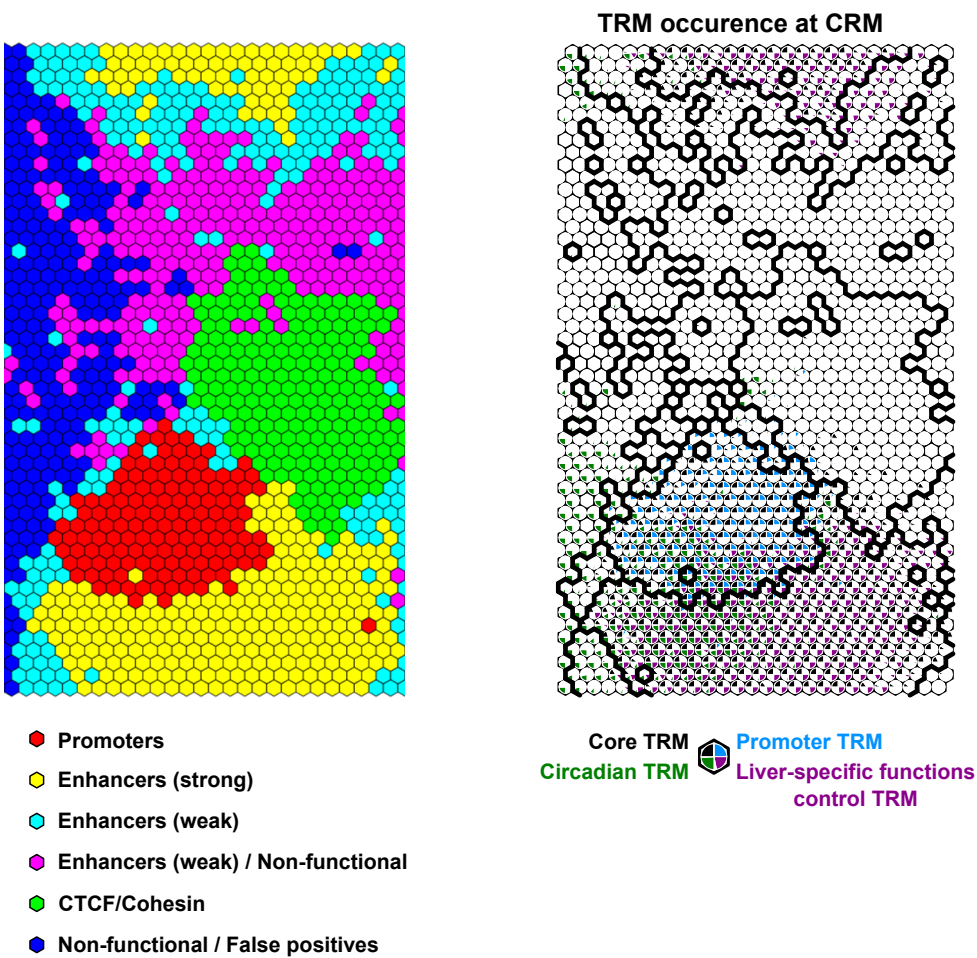 TRM occurence at CRM
Promoters
Enhancers (strong)
Enhancers (weak)
Enhancers (weak) / Non-functional
CTCF/Cohesin
Non-functional / False positives
Core TRM
Promoter TRM
Circadian TRM
Liver-specific functions
control TRM